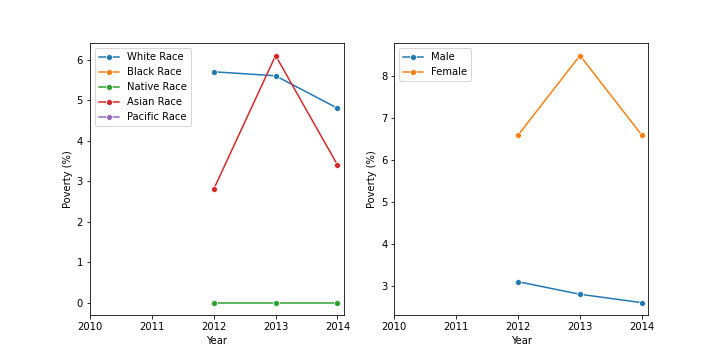 White Race
Black Race
Native Race
Asian Race
Pacific Race
6
5
4
3
2
1
0
Poverty (%)
2010 2011 2012 2013 2014
Year
Male
Female
8
7
6
5
4
3
Poverty (%)
2010 2011 2012 2013 2014
Year